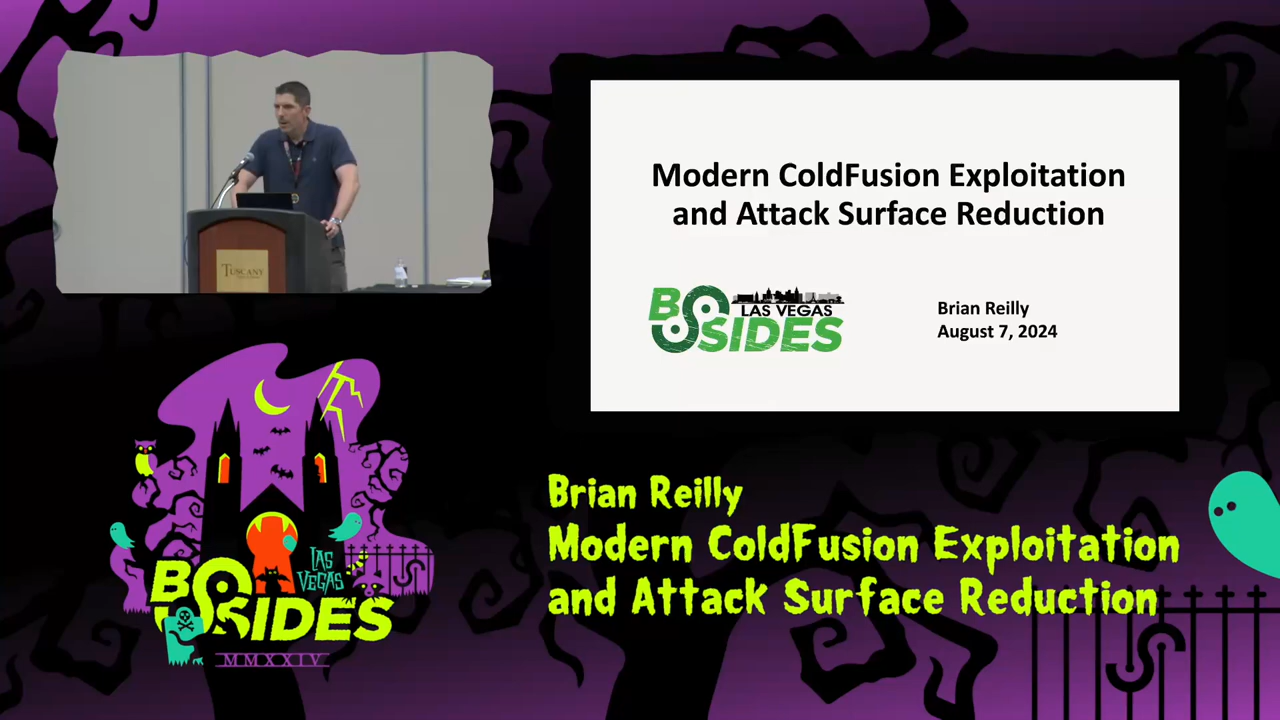 Modern ColdFusion Exploitation
and Attack Surface Reduction
BSIDES
LAS VEGAS
Brian Reilly
August 7, 2024
TUSCANY
Brian Reilly
Modern ColdFusion Exploitation
and Attack Surface Reduction
LAS
VEGAS
BSIDES
MMXXIV